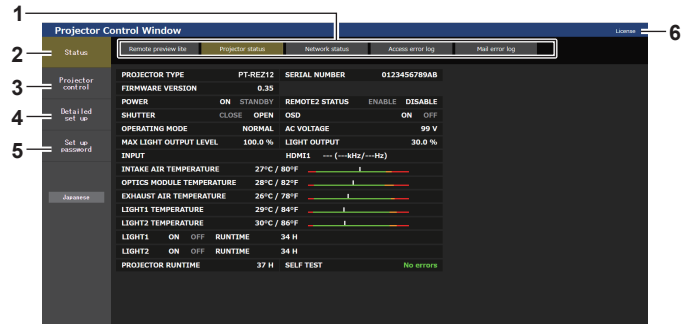 1
Projector Control Window
License
6
2
Status
Remote preview lite Projector status Network status Access error log Mail error log
3
Projector control
4
Detailed set up
5
Set up password
Japanese
PROJECTOR TYPE PT-REZ12 SERIAL NUMBER 0123456789AB
FIRMWARE VERSION 0.35
POWER ON STANDBY REMOTE2 STATUS ENABLE DISABLE
SHUTTER CLOSE OPEN OSD ON OFF
OPERATING MODE NORMAL AC VOLTAGE 99 V
MAX LIGHT OUTPUT LEVEL 100.0 % LIGHT OUTPUT 30.0 %
INPUT HDMI1 --- (---kHz/---Hz)
INTAKE AIR TEMPERATURE 27°C / 80°F
OPTICS MODULE TEMPERATURE 28°C / 82°F
EXHAUST AIR TEMPERATURE 26°C / 78°F
LIGHT1 TEMPERATURE 29°C / 84°F
LIGHT2 TEMPERATURE 30°C / 86°F
LIGHT1 ON OFF RUNTIME 34 H
LIGHT2 ON OFF RUNTIME 34 H
PROJECTOR RUNTIME 37 H SELF TEST No errors